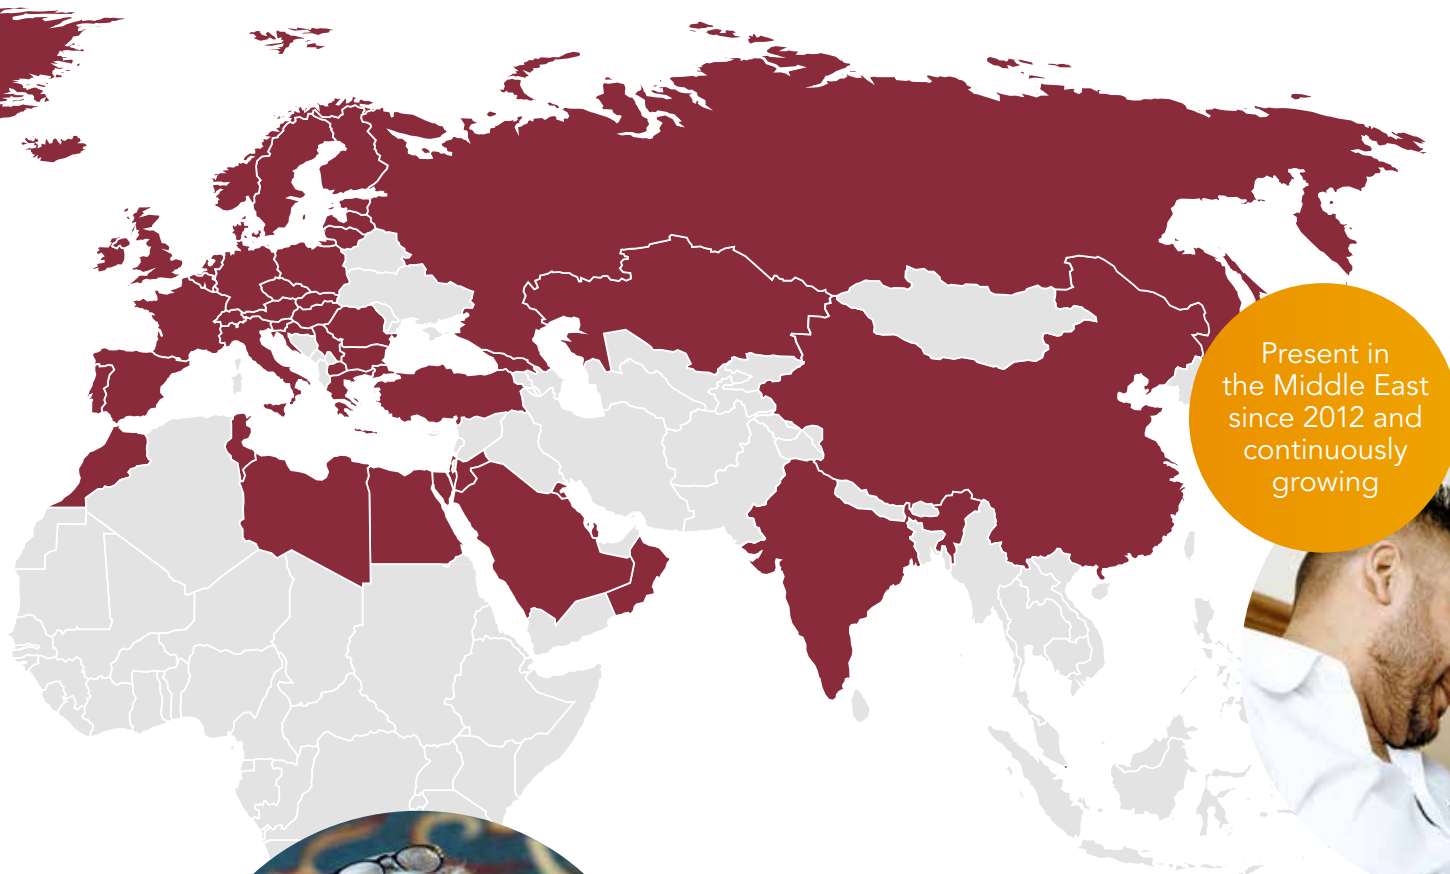 Present in
the Middle East
since 2012 and
continuously
growing